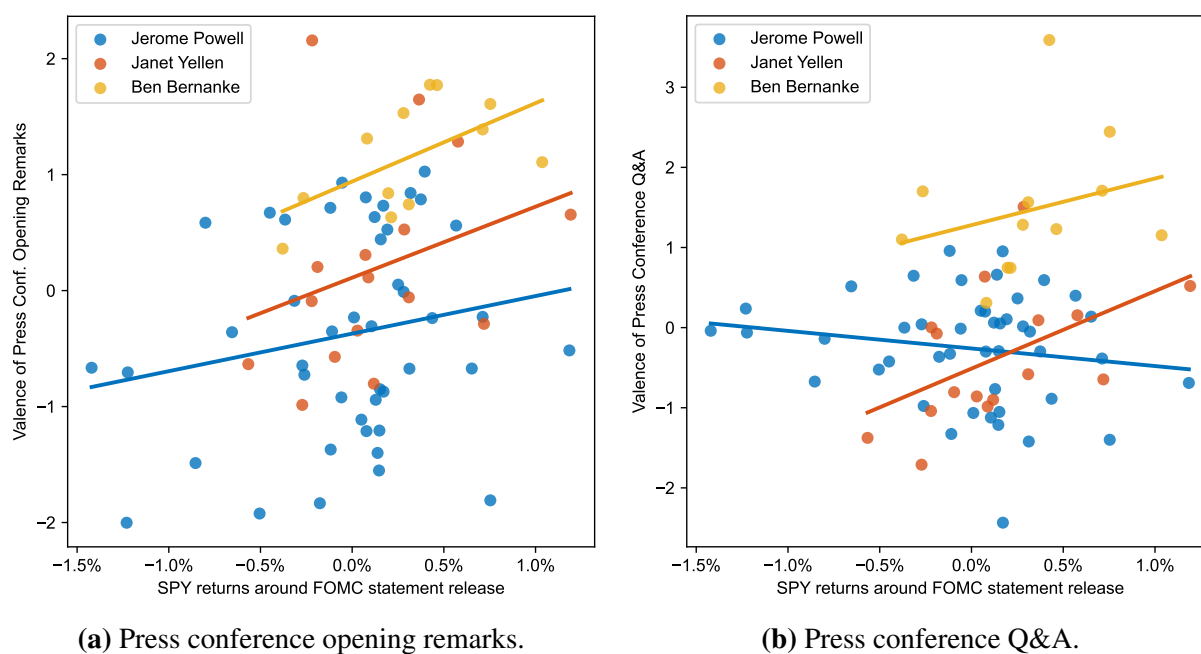 Jerome Powell
Janet Yellen
Ben Bernanke
2
1
0
−1
−2
Valence of Press Conf. Opening Remarks
−1.5% −1.0% −0.5% 0.0% 0.5% 1.0%
SPY returns around FOMC statement release
(a) Press conference opening remarks.
Jerome Powell
Janet Yellen
Ben Bernanke
3
2
1
0
−1
−2
Valence of Press Conference Q&A
−1.5% −1.0% −0.5% 0.0% 0.5% 1.0%
SPY returns around FOMC statement release
(b) Press conference Q&A.